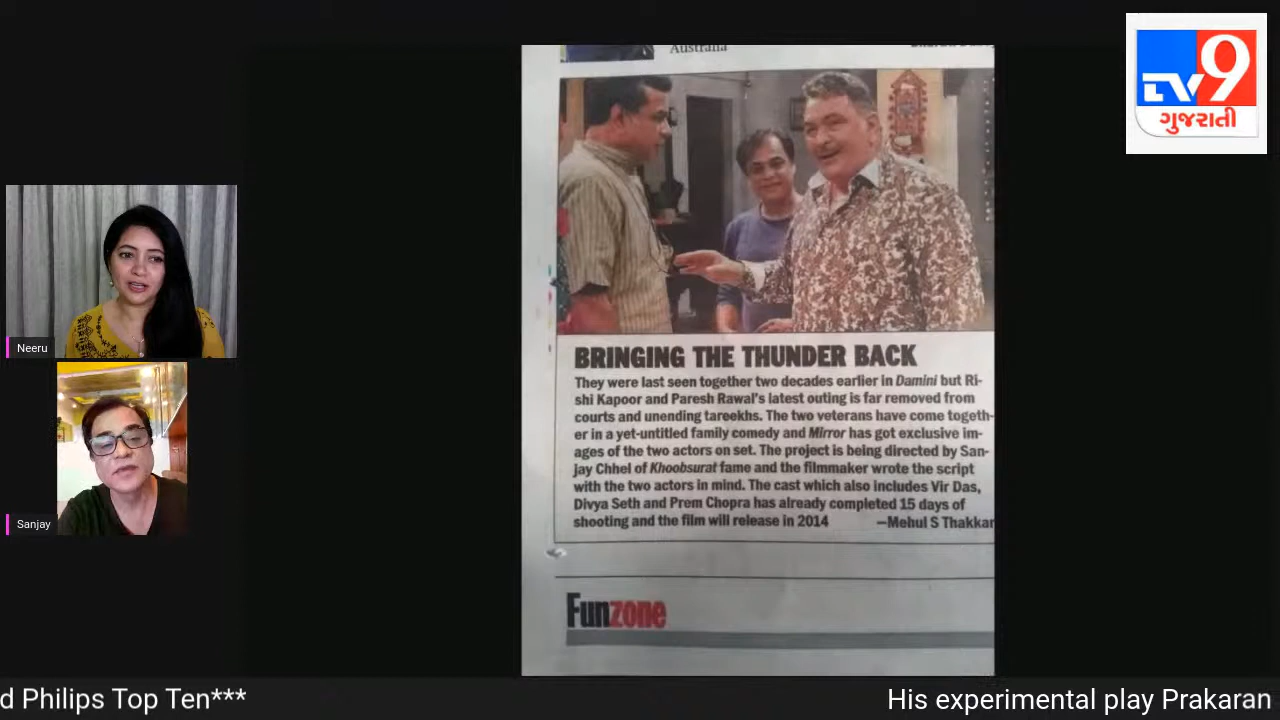 TV9
ગુજરાતી
Neeru
Sanjay
Australia
BRINGING THE THUNDER BACK
They were last seen together two decades earlier in Damini but Ri-
shi Kapoor and Paresh Rawal's latest outing is far removed from
courts and unending tareekhs. The two veterans have come togeth-
er in a yet-untitled family comedy and Mirror has got exclusive im-
ages of the two actors on set. The project is being directed by San-
jay Chhel of Khoobsurat fame and the filmmaker wrote the script
with the two actors in mind. The cast which also includes Vir Das,
Divya Seth and Prem Chopra has already completed 15 days of
shooting and the film will release in 2014 —Mehul S Thakkar
Funzone
d Philips Top Ten***
His experimental play Prakaran